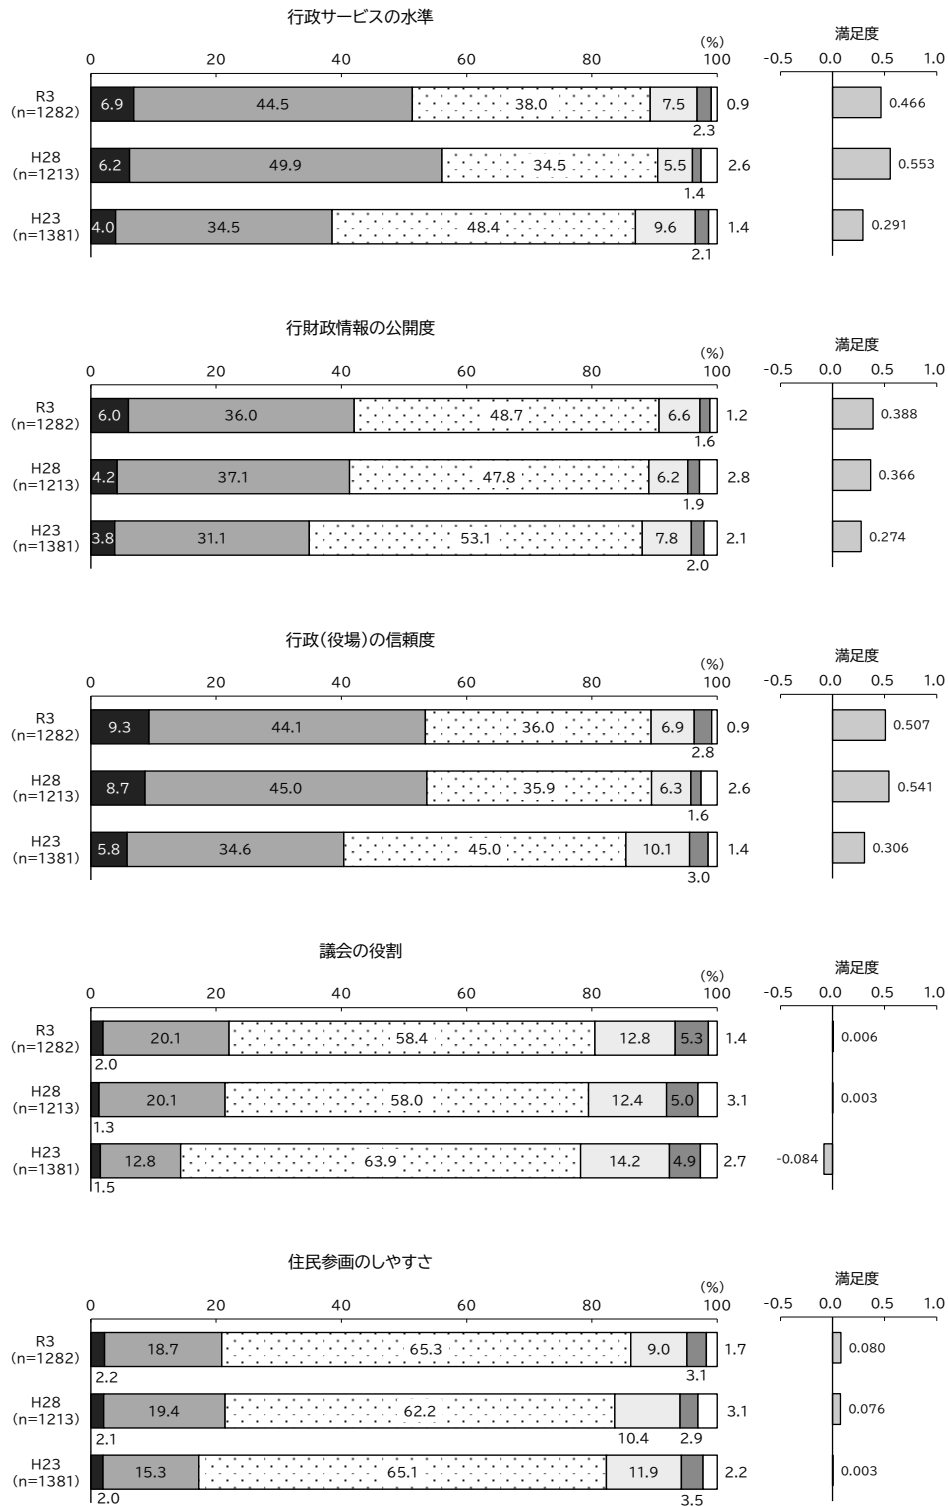 行政サービスの水準
満足度
(%)
0 20 40 60 80 100 -0.5 0.0 0.5 1.0
R3
(n=1282) 6.9 44.5 38.0 7.5 0.9 0.466
2.3
H28
(n=1213) 6.2 49.9 34.5 5.5 2.6 0.553
1.4
H23
(n=1381) 4.0 34.5 48.4 9.6 1.4 0.291
2.1
行財政情報の公開度
満足度
(%)
0 20 40 60 80 100 -0.5 0.0 0.5 1.0
R3
(n=1282) 6.0 36.0 48.7 6.6 1.2 0.388
1.6
H28
(n=1213) 4.2 37.1 47.8 6.2 2.8 0.366
1.9
H23
(n=1381) 3.8 31.1 53.1 7.8 2.1 0.274
2.0
行政(役場)の信頼度
満足度
(%)
0 20 40 60 80 100 -0.5 0.0 0.5 1.0
R3
(n=1282) 9.3 44.1 36.0 6.9 0.9 0.507
2.8
H28
(n=1213) 8.7 45.0 35.9 6.3 2.6 0.541
1.6
H23
(n=1381) 5.8 34.6 45.0 10.1 1.4 0.306
3.0
議会の役割
満足度
(%)
0 20 40 60 80 100 -0.5 0.0 0.5 1.0
R3
(n=1282) 20.1 58.4 12.8 5.3 1.4 0.006
2.0
H28
(n=1213) 20.1 58.0 12.4 5.0 3.1 0.003
1.3
H23
(n=1381) 12.8 63.9 14.2 4.9 2.7 -0.084
1.5
住民参画のしやすさ
満足度
(%)
0 20 40 60 80 100 -0.5 0.0 0.5 1.0
R3
(n=1282) 18.7 65.3 9.0 1.7 0.080
2.2 3.1
H28
(n=1213) 19.4 62.2 3.1 0.076
2.1 10.4 2.9
H23
(n=1381) 15.3 65.1 11.9 2.2 0.003
2.0 3.5